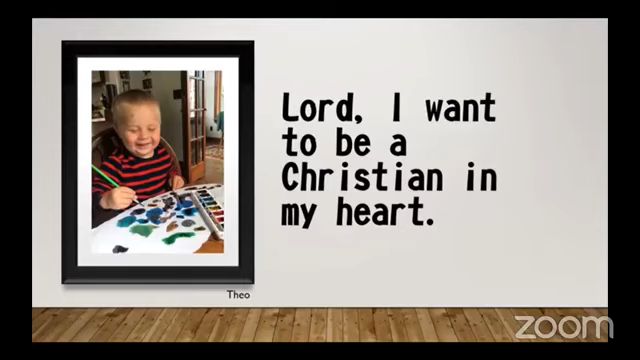 Lord, I want
to be a
Christian in
my heart.
Theo
zoom